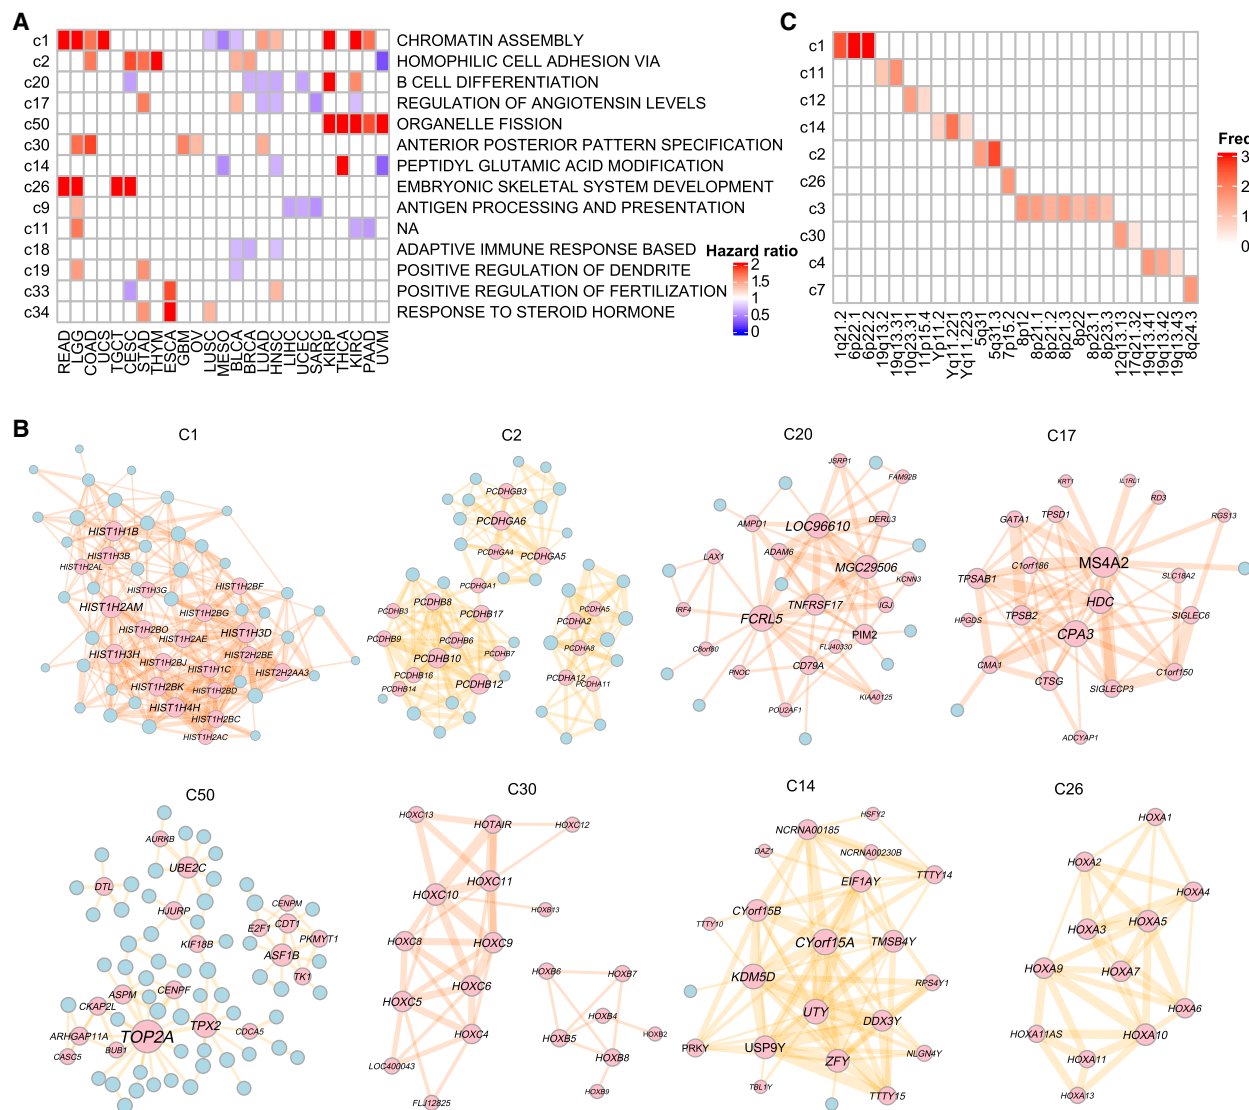 A
c1 CHROMATIN ASSEMBLY
c2 HOMOPHILIC CELL ADHESION VIA
c20 B CELL DIFFERENTIATION
c17 REGULATION OF ANGIOTENSIN LEVELS
c50 ORGANELLE FISSION
c30 ANTERIOR POSTERIOR PATTERN SPECIFICATION
c14 PEPTIDYL GLUTAMIC ACID MODIFICATION
c26 EMBRYONIC SKELETAL SYSTEM DEVELOPMENT
c9 ANTIGEN PROCESSING AND PRESENTATION
c11 NA
c18 ADAPTIVE IMMUNE RESPONSE BASED
c19 POSITIVE REGULATION OF DENDRITE
c33 POSITIVE REGULATION OF FERTILIZATION
c34 RESPONSE TO STEROID HORMONE
READ LGG COAD UCS TGCT CESC STAD THYM ESCA GBM OV LUSC MESO BLCA BRCA LUAD HNSC LIHC UCEC SARC KIRP THCA KIRC PAAD UVM
Hazard ratio
2
1
0
C
c1
c11
c12
c14
c2
c26
c3
c30
c4
c7
1q21.2 6p22.1 6p22.2 19q13.2 19q13.31 10q23.31 11p15.4 Yp11.2 Yq11.221 Yq11.223 5q31 5q31.3 7p15.2 8p12 8p21.1 8p21.2 8p21.3 8p22 8p23.1 8p23.3 12q13.13 17q21.32 19q13.41 19q13.42 19q13.43 8q24.3
Freq
3
2
1
0
B
C1
HIST1H1B
HIST1H3B
HIST1H2AL
HIST1H3G
HIST1H2BF
HIST1H2AM
HIST1H2BG
HIST1H2BO
HIST1H2AE
HIST1H3D
HIST1H3H
HIST1H2BJ
HIST2H2BE
HIST1H1C
HIST2H2AA3
HIST1H2BK
HIST1H2BD
HIST1H4H
HIST1H2BC
HIST1H2AC
C2
PCDHGB3
PCDHGA6
PCDHGA4
PCDHGA5
PCDHGA1
PCDHB8
PCDHB3
PCDHB17
PCDHA5
PCDHA2
PCDHB9
PCDHB6
PCDHB10
PCDHB7
PCDHA8
PCDHB16
PCDHB12
PCDHA12
PCDHA11
PCDHB14
C20
JSRP1
FAM92B
LOC96610
AMPD1
DERL3
ADAM6
LAX1
MGC29506
KCNN3
TNFRSF17
IGJ
IRF4
FCRL5
PIM2
C8orf80
FLJ40330
CD79A
PNOC
KIAA0125
POU2AF1
C17
KRT1
IL1RL1
RD3
GATA1
TPSD1
RGS13
C1orf186
MS4A2
TPSAB1
SLC18A2
HDC
HPGDS
TPSB2
SIGLEC6
CPA3
CMA1
CTSG
SIGLECP3
C1orf150
ADCYAP1
C50
AURKB
UBE2C
DTL
HJURP
CENPM
E2F1
CDT1
PKMYT1
KIF18B
ASF1B
TK1
ASPM
CENPF
CKAP2L
TPX2
ARHGAP11A
TOP2A
CDCA5
CASC5
BUB1
C30
HOXC13
HOTAIR
HOXC12
HOXC11
HOXC10
HOXB13
HOXC8
HOXC9
HOXB6
HOXB7
HOXC6
HOXC5
HOXB4
HOXC4
HOXB5
HOXB2
HOXB8
LOC400043
HOXB9
FLJ12825
C14
HSFY2
NCRNA00185
DAZ1
NCRNA00230B
EIF1AY
TTTY14
CYorf15B
TTTY10
CYorf15A
TMSB4Y
KDM5D
RPS4Y1
UTY
DDX3Y
PRKY
USP9Y
ZFY
NLGN4Y
TBL1Y
TTTY15
C26
HOXA1
HOXA2
HOXA4
HOXA3
HOXA5
HOXA9
HOXA7
HOXA6
HOXA11AS
HOXA10
HOXA11
HOXA13